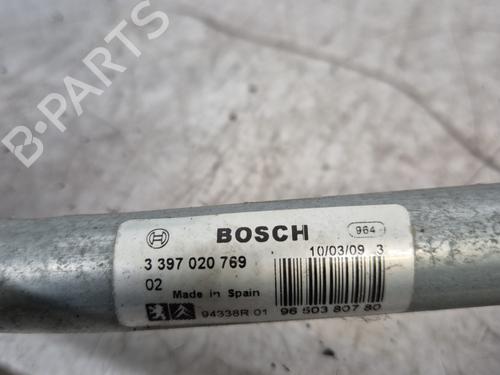 B-PARTS
BOSCH
964
3 397 020 769
10/03/09 3
02
Made in Spain
94338R 01
96 503 807 80